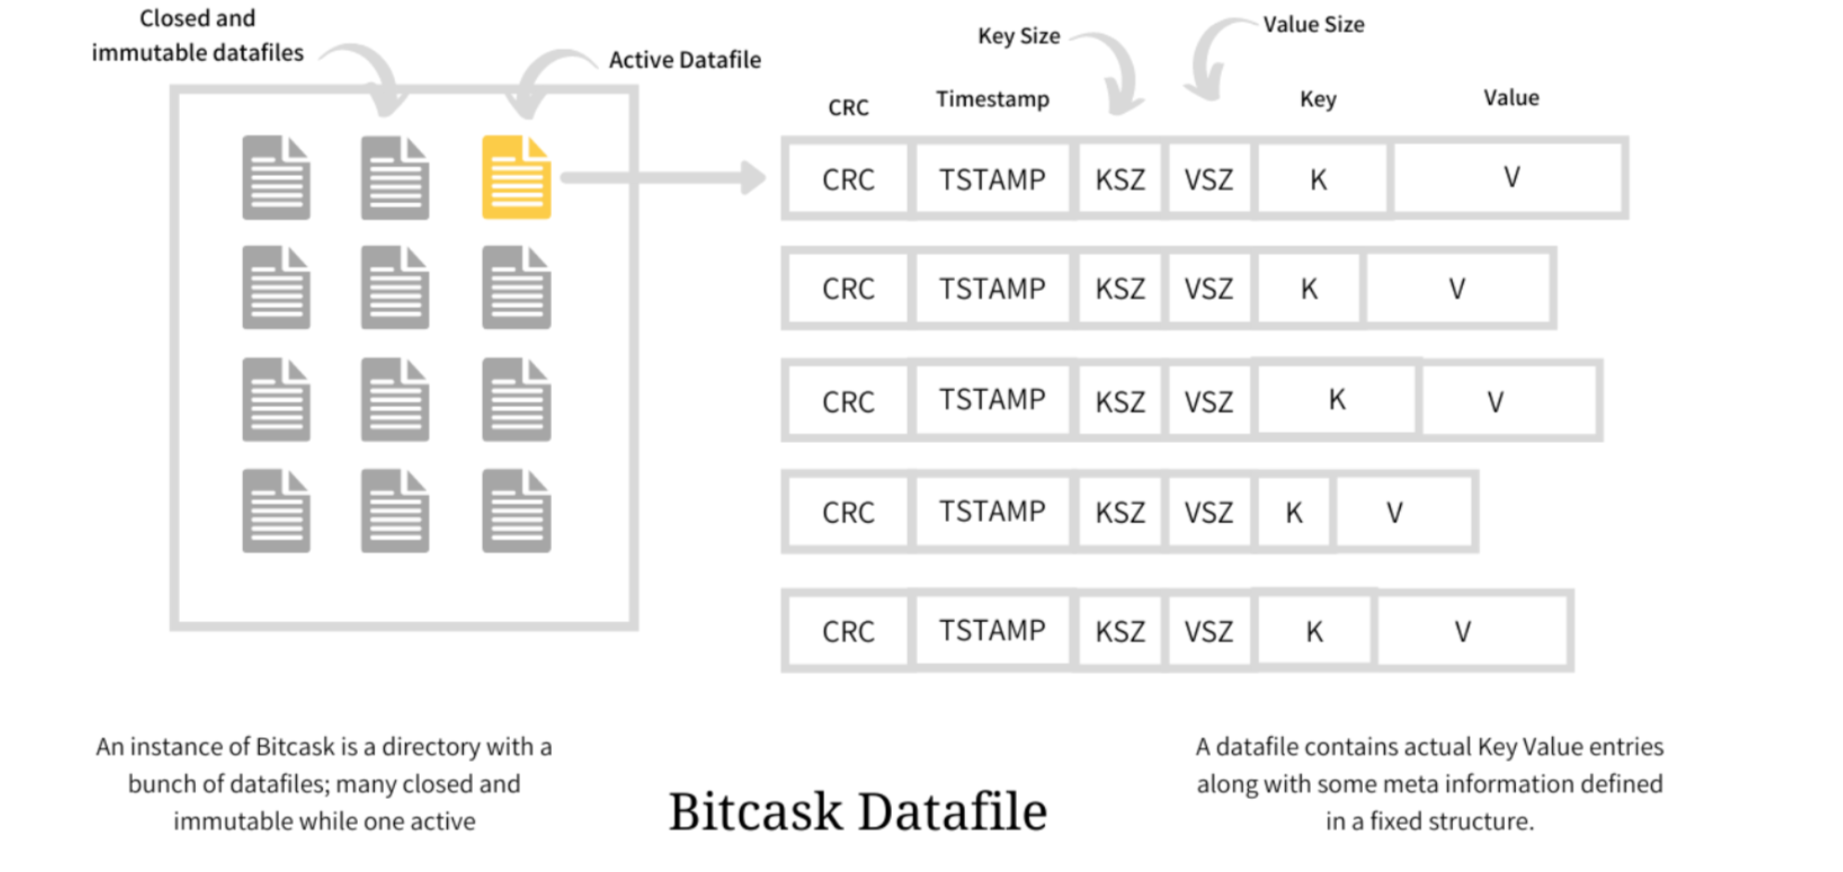 Closed and
immutable datafiles
Active Datafile
Key Size
Value Size
CRC
Timestamp
Key
Value
CRC TSTAMP KSZ VSZ K V
CRC TSTAMP KSZ VSZ K V
CRC TSTAMP KSZ VSZ K V
CRC TSTAMP KSZ VSZ K V
CRC TSTAMP KSZ VSZ K V
An instance of Bitcask is a directory with a
bunch of datafiles; many closed and
immutable while one active
Bitcask Datafile
A datafile contains actual Key Value entries
along with some meta information defined
in a fixed structure.